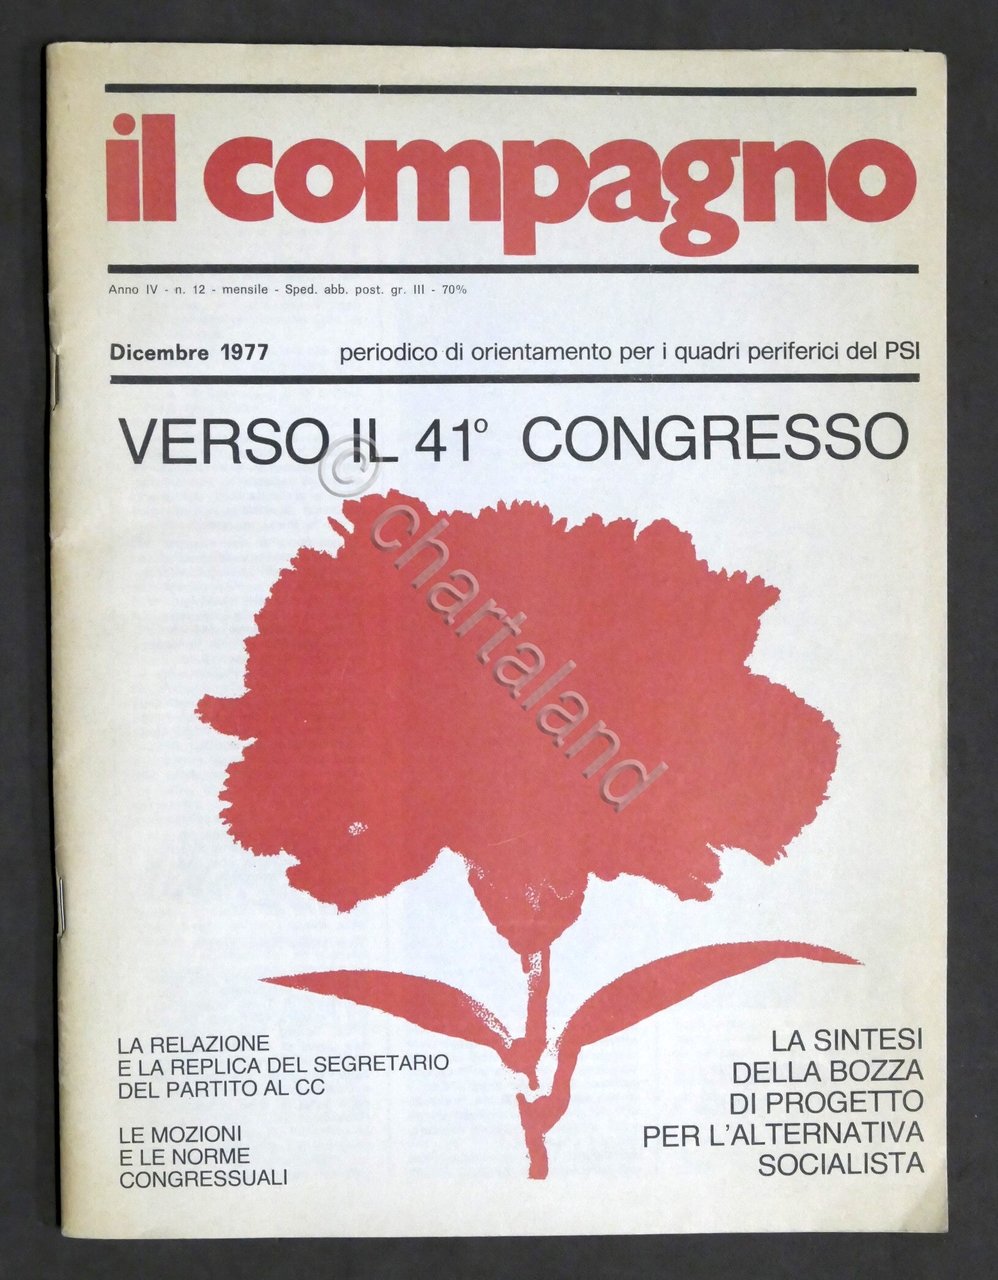 il compagno
Anno IV - n. 12 - mensile - Sped. abb. post. gr. III - 70%
Dicembre 1977 periodico di orientamento per i quadri periferici del PSI
VERSO IL 41° CONGRESSO
© chartaland
LA RELAZIONE
E LA REPLICA DEL SEGRETARIO
DEL PARTITO AL CC
LE MOZIONI
E LE NORME
CONGRESSUALI
LA SINTESI
DELLA BOZZA
DI PROGETTO
PER L'ALTERNATIVA
SOCIALISTA